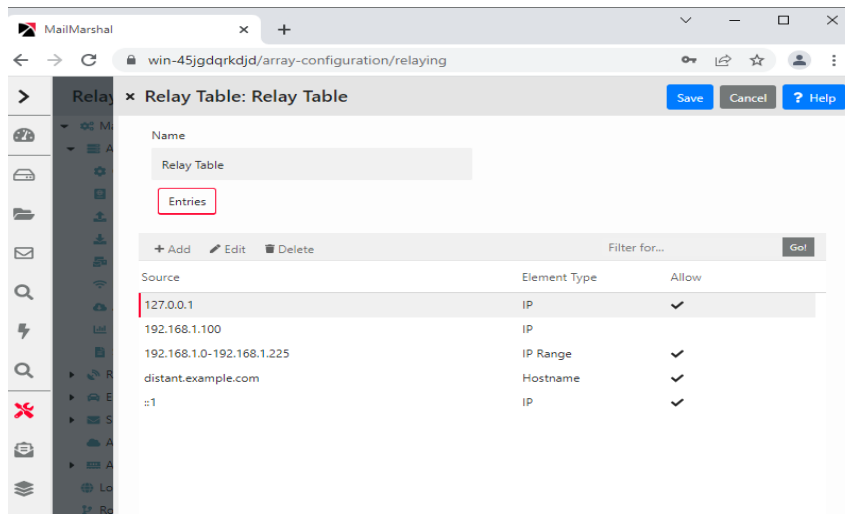 MailMarshal
win-45jgdqrkdjd/array-configuration/relaying
Relay
Relay Table: Relay Table
Save
Cancel
? Help
Name
Relay Table
Entries
+ Add
Edit
Delete
Filter for...
Go!
Source
Element Type
Allow
127.0.0.1
IP
192.168.1.100
IP
192.168.1.0-192.168.1.225
IP Range
distant.example.com
Hostname
::1
IP